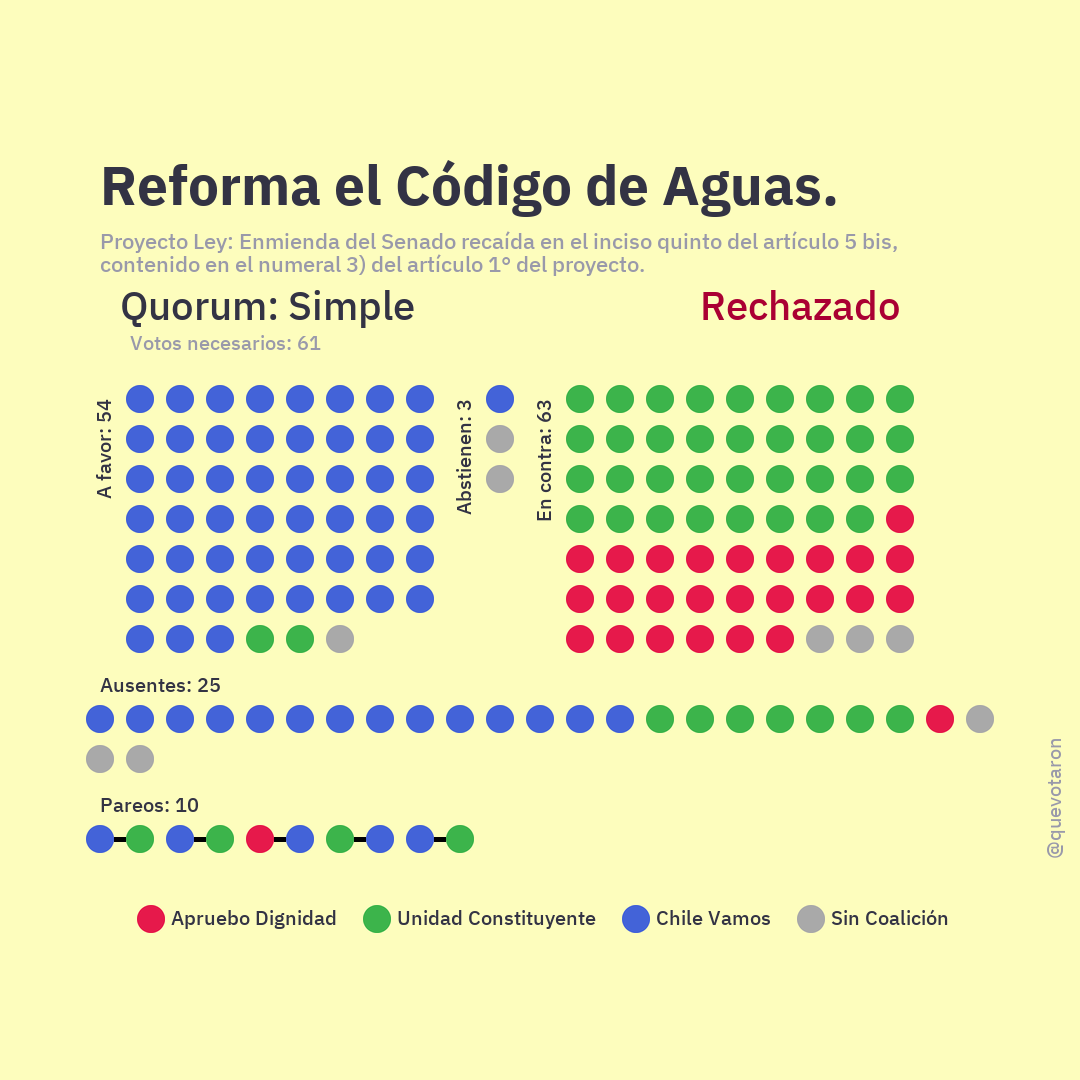 Reforma el Código de Aguas.
Proyecto Ley: Enmienda del Senado recaída en el inciso quinto del artículo 5 bis,
contenido en el numeral 3) del artículo 1° del proyecto.
Quorum: Simple
Rechazado
Votos necesarios: 61
A favor: 54
Abstienen: 3
En contra: 63
Ausentes: 25
Pareos: 10
@quevotaron
Apruebo Dignidad
Unidad Constituyente
Chile Vamos
Sin Coalición